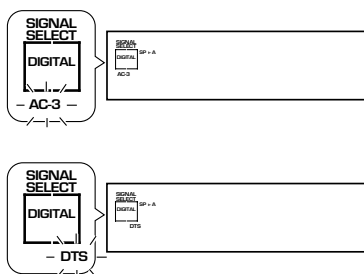 SIGNAL
SELECT
DIGITAL
– AC-3 –
SIGNAL
SELECT
SP ▸ A
DIGITAL
AC-3
SIGNAL
SELECT
DIGITAL
– DTS –
SIGNAL
SELECT
SP ▸ A
DIGITAL
DTS